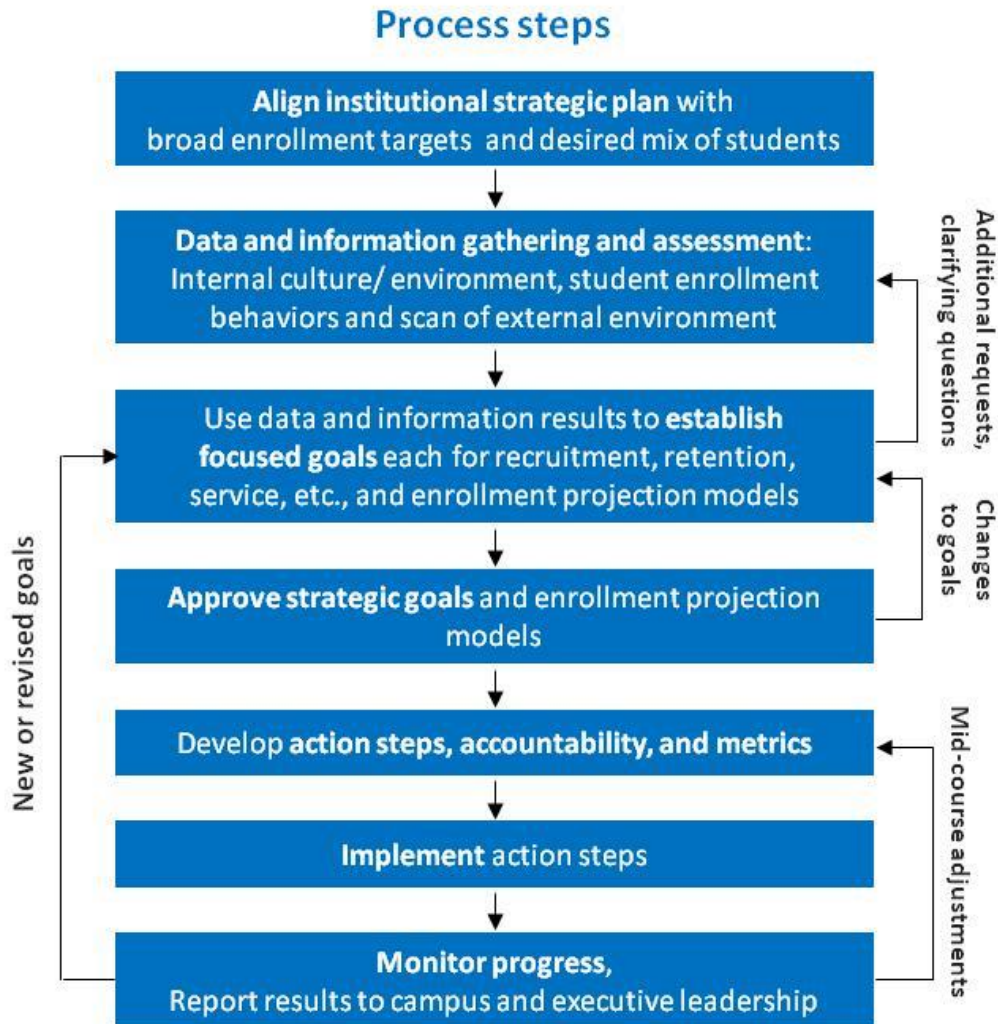 Process steps
Align institutional strategic plan with
broad enrollment targets and desired mix of students
Data and information gathering and assessment:
Internal culture/ environment, student enrollment
behaviors and scan of external environment
Additional requests,
clarifying questions
Use data and information results to establish
focused goals each for recruitment, retention,
service, etc., and enrollment projection models
Changes
to goals
Approve strategic goals and enrollment projection
models
New or revised goals
Develop action steps, accountability, and metrics
Implement action steps
Mid-course adjustments
Monitor progress,
Report results to campus and executive leadership